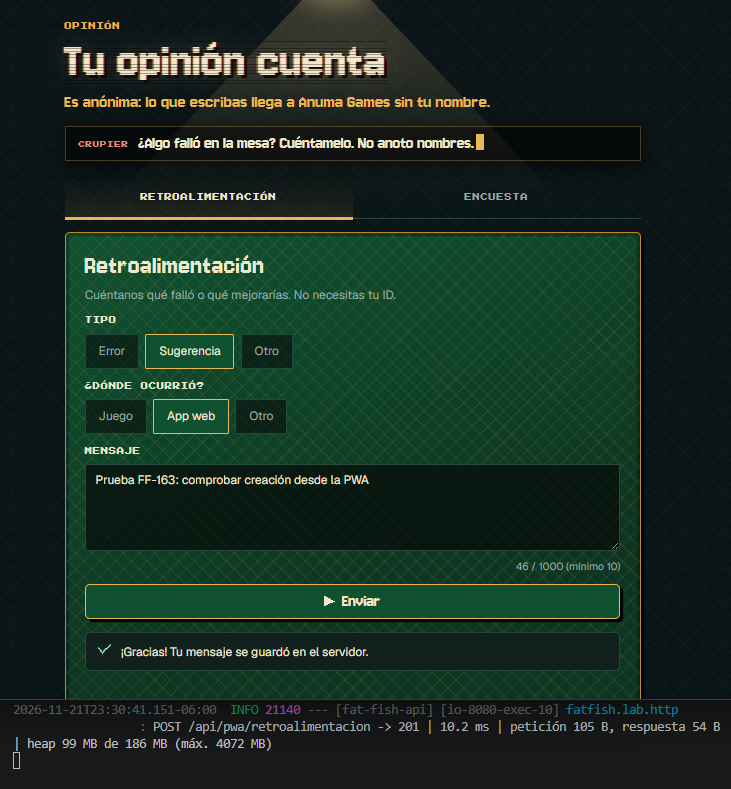 OPINIÓN
Tu opinión cuenta
Es anónima: lo que escribas llega a Anuma Games sin tu nombre.
CRUPIER ¿Algo falló en la mesa? Cuéntamelo. No anoto nombres.
RETROALIMENTACIÓN ENCUESTA
Retroalimentación
Cuéntanos qué falló o qué mejorarías. No necesitas tu ID.
TIPO
Error Sugerencia Otro
¿DÓNDE OCURRIÓ?
Juego App web Otro
MENSAJE
Prueba FF-163: comprobar creación desde la PWA
46 / 1000 (mínimo 10)
▶ Enviar
¡Gracias! Tu mensaje se guardó en el servidor.
2026-11-21T23:30:41.151-06:00 INFO 21140 --- [fat-fish-api] [io-8080-exec-10] fatfish.lab.http
: POST /api/pwa/retroalimentacion -> 201 | 10.2 ms | petición 105 B, respuesta 54 B
| heap 99 MB de 186 MB (máx. 4072 MB)